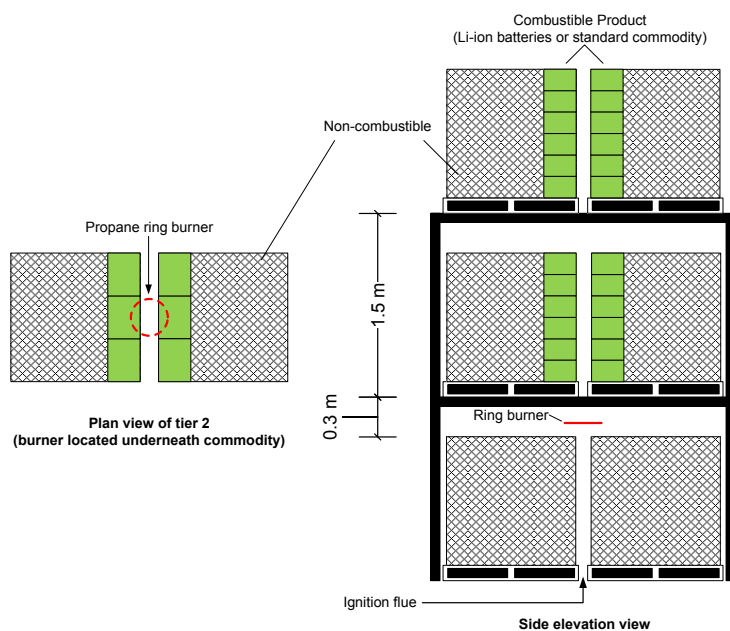 Combustible Product
(Li-ion batteries or standard commodity)
Non-combustible
Propane ring burner
1.5 m
Plan view of tier 2
(burner located underneath commodity)
0.3 m
Ring burner
Ignition flue
Side elevation view